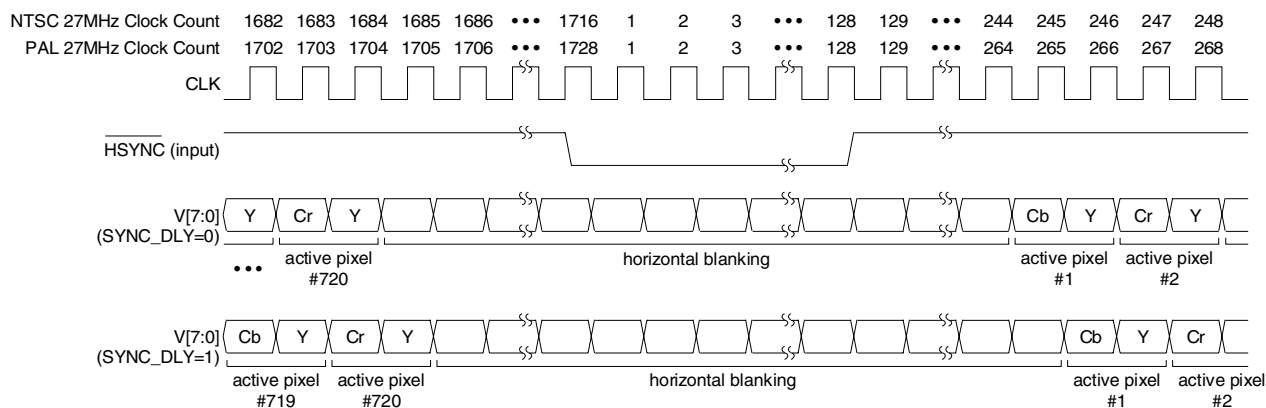 NTSC 27MHz Clock Count 1682 1683 1684 1685 1686 ••• 1716 1 2 3 ••• 128 129 ••• 244 245 246 247 248
PAL 27MHz Clock Count 1702 1703 1704 1705 1706 ••• 1728 1 2 3 ••• 128 129 ••• 264 265 266 267 268
CLK
HSYNC (input)
V[7:0] Y Cr Y Cb Y Cr Y
(SYNC_DLY=0)
••• active pixel horizontal blanking active pixel active pixel
#720 #1 #2
V[7:0] Cb Y Cr Y Cb Y Cr
(SYNC_DLY=1)
active pixel active pixel horizontal blanking active pixel active pixel
#719 #720 #1 #2